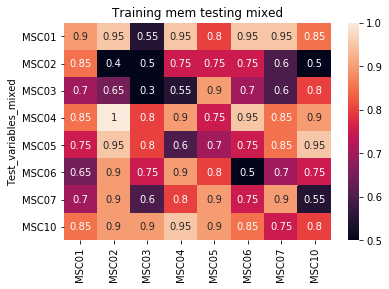 Training mem testing mixed
Test_variables_mixed
MSC01 0.9 0.95 0.55 0.95 0.8 0.95 0.95 0.85
MSC02 0.85 0.4 0.5 0.75 0.75 0.75 0.6 0.5
MSC03 0.7 0.65 0.3 0.55 0.9 0.7 0.6 0.8
MSC04 0.85 1 0.8 0.9 0.75 0.95 0.85 0.9
MSC05 0.75 0.95 0.8 0.6 0.7 0.75 0.85 0.95
MSC06 0.65 0.9 0.75 0.9 0.8 0.5 0.7 0.75
MSC07 0.7 0.9 0.6 0.8 0.9 0.75 0.9 0.55
MSC10 0.85 0.9 0.9 0.95 0.9 0.85 0.75 0.8
MSC01 MSC02 MSC03 MSC04 MSC05 MSC06 MSC07 MSC10
1.0
0.9
0.8
0.7
0.6
0.5